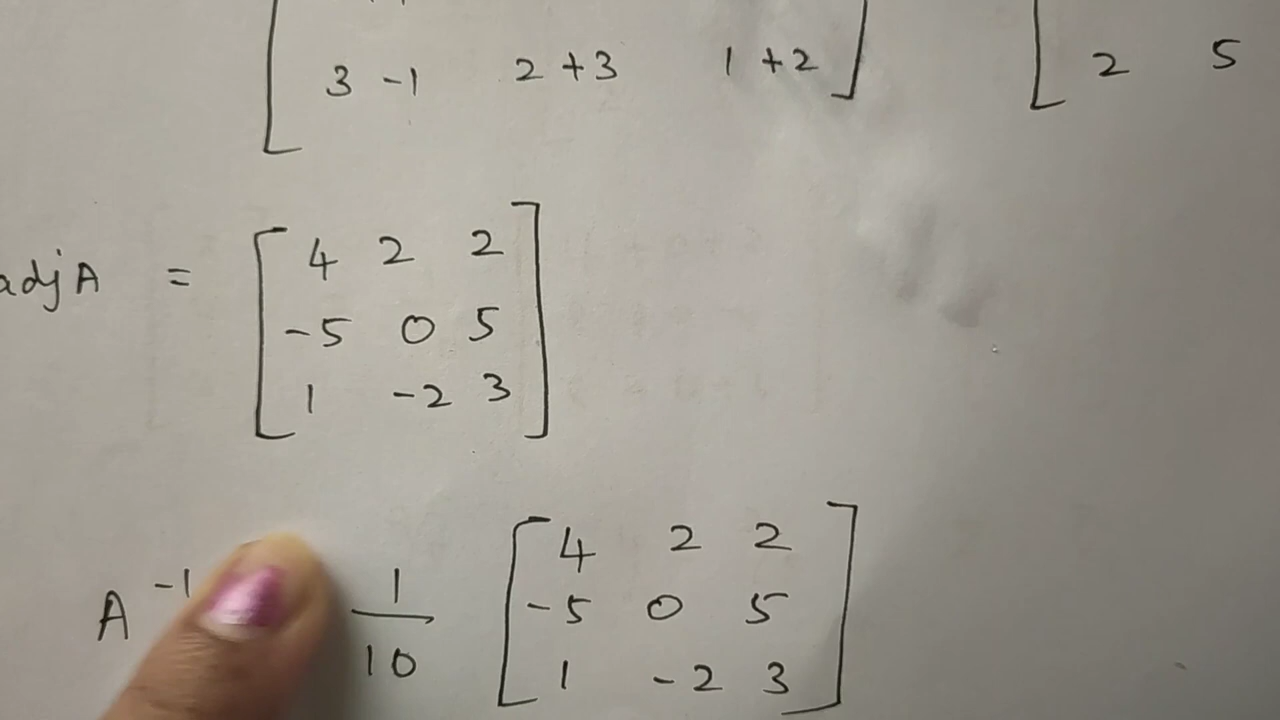 3 -1 2 +3 1 +2 2 5
adj A =
4 2 2
-5 0 5
1 -2 3
A -1 1/10
4 2 2
-5 0 5
1 -2 3